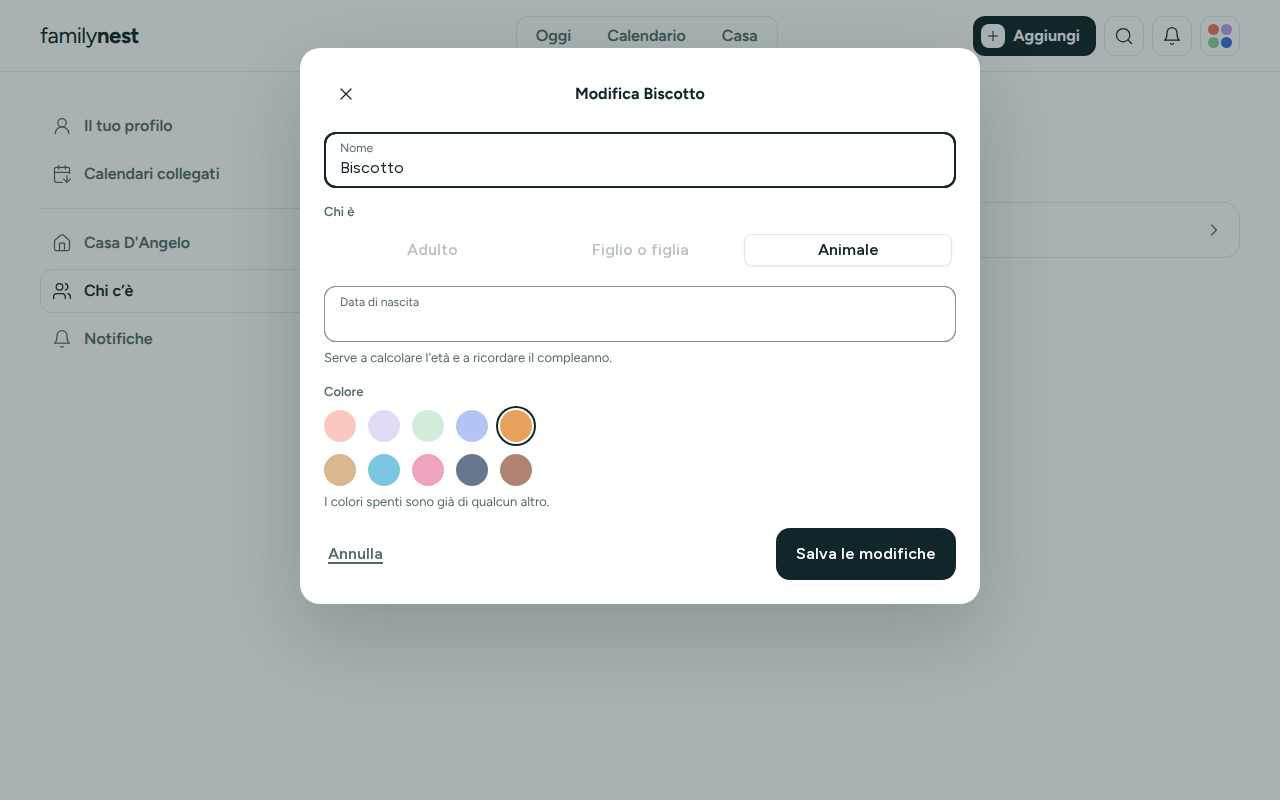 familynest
Oggi
Calendario
Casa
Aggiungi
Il tuo profilo
Calendari collegati
Casa D'Angelo
Chi c’è
Notifiche
Modifica Biscotto
Nome
Biscotto
Chi è
Adulto
Figlio o figlia
Animale
Data di nascita
Serve a calcolare l'età e a ricordare il compleanno.
Colore
I colori spenti sono già di qualcun altro.
Annulla
Salva le modifiche